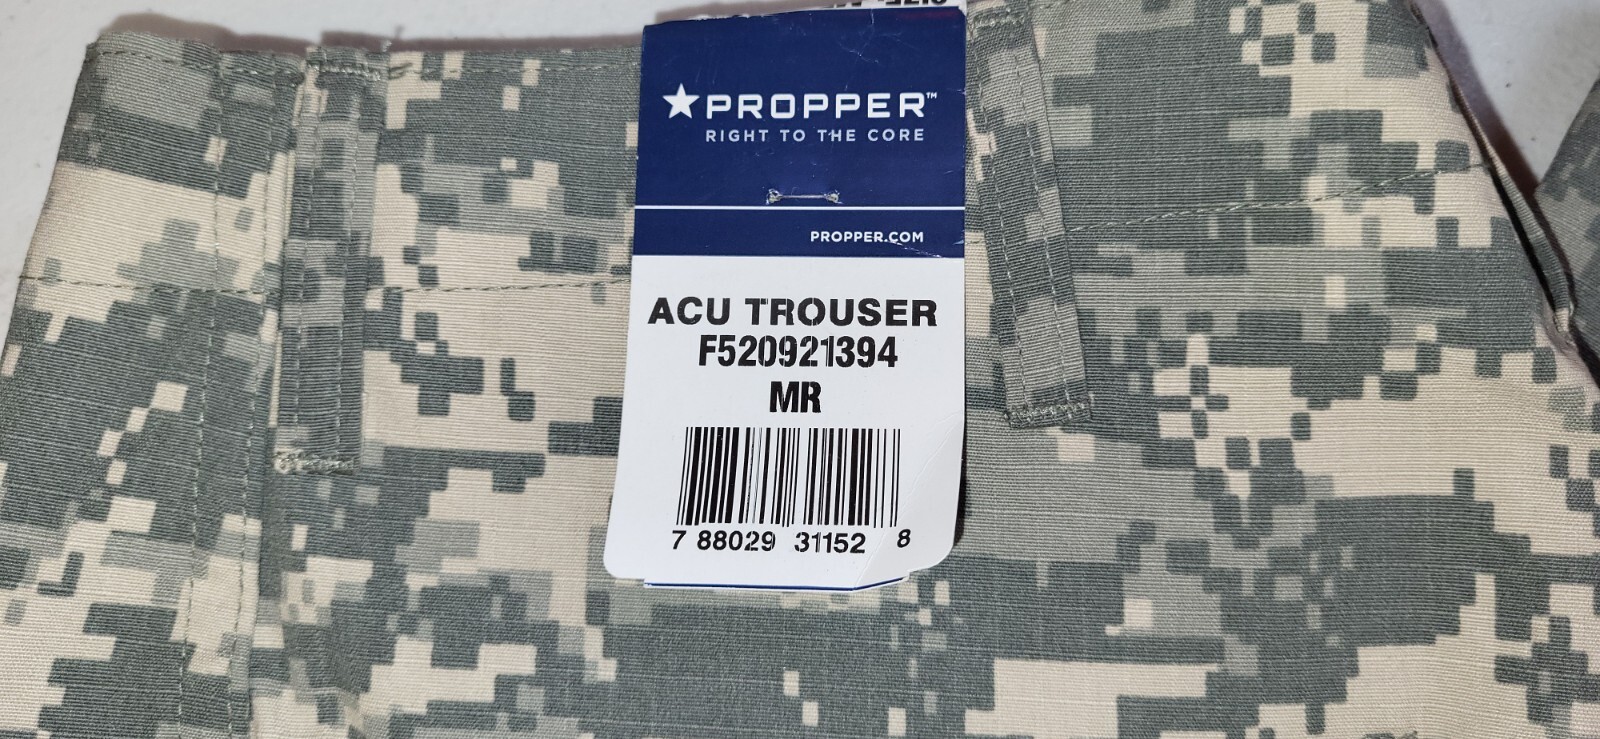 PROPPER™
RIGHT TO THE CORE
PROPPER.COM
ACU TROUSER
F520921394
MR
7 88029 31152 8